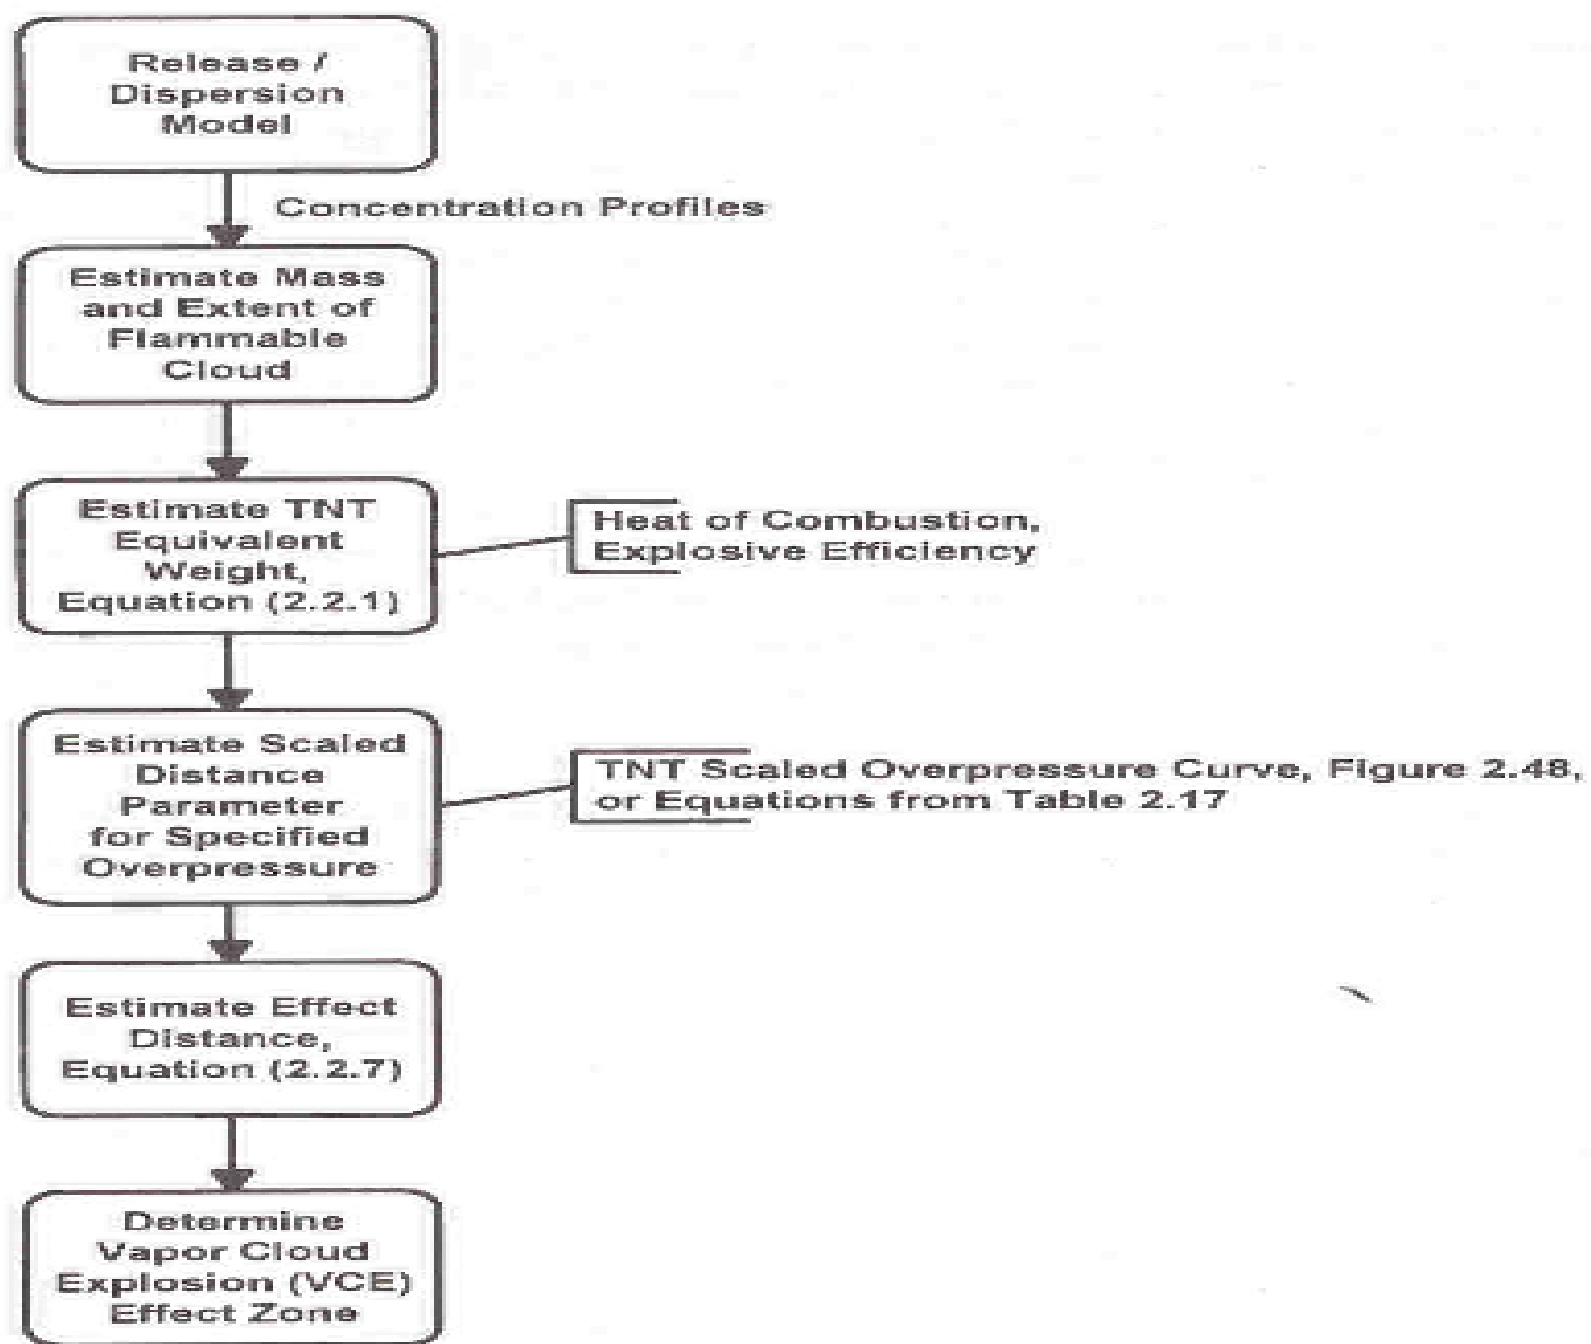 Release /
Dispersion
Model
Concentration Profiles
Estimate Mass
and Extent of
Flammable
Cloud
Estimate TNT
Equivalent
Weight,
Equation (2.2.1)
Heat of Combustion,
Explosive Efficiency
Estimate Scaled
Distance
Parameter
for Specified
Overpressure
TNT Scaled Overpressure Curve, Figure 2.48,
or Equations from Table 2.17
Estimate Effect
Distance,
Equation (2.2.7)
Determine
Vapor Cloud
Explosion (VCE)
Effect Zone